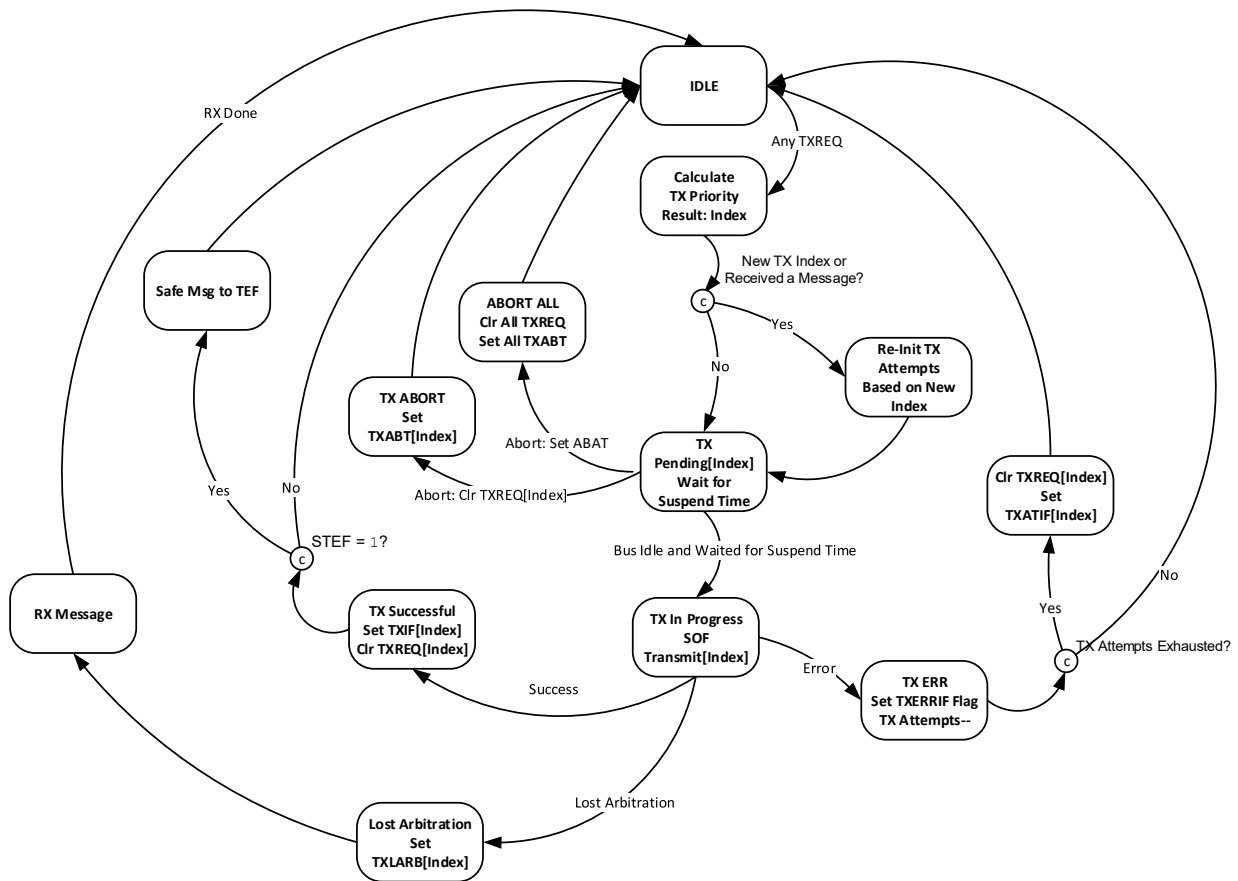 IDLE
RX Done
Any TXREQ
Calculate
TX Priority
Result: Index
New TX Index or
Received a Message?
c
Yes
No
Safe Msg to TEF
ABORT ALL
Clr All TXREQ
Set All TXABT
Re-Init TX
Attempts
Based on New
Index
TX ABORT
Set
TXABT[Index]
Abort: Set ABAT
TX
Pending[Index]
Wait for
Suspend Time
Abort: Clr TXREQ[Index]
Clr TXREQ[Index]
Set
TXATIF[Index]
Yes
No
STEF = 1?
c
Bus Idle and Waited for Suspend Time
RX Message
TX Successful
Set TXIF[Index]
Clr TXREQ[Index]
TX In Progress
SOF
Transmit[Index]
Yes
No
TX Attempts Exhausted?
c
Error
TX ERR
Set TXERRIF Flag
TX Attempts--
Success
Lost Arbitration
Lost Arbitration
Set
TXLARB[Index]